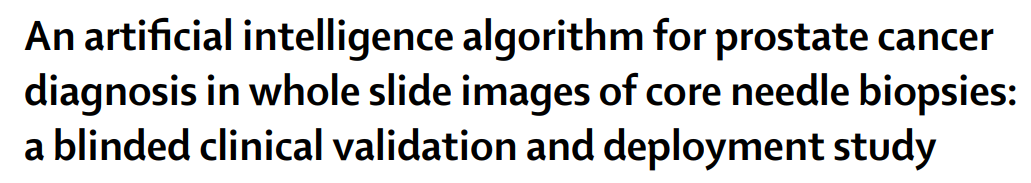 An artificial intelligence algorithm for prostate cancer
diagnosis in whole slide images of core needle biopsies:
a blinded clinical validation and deployment study